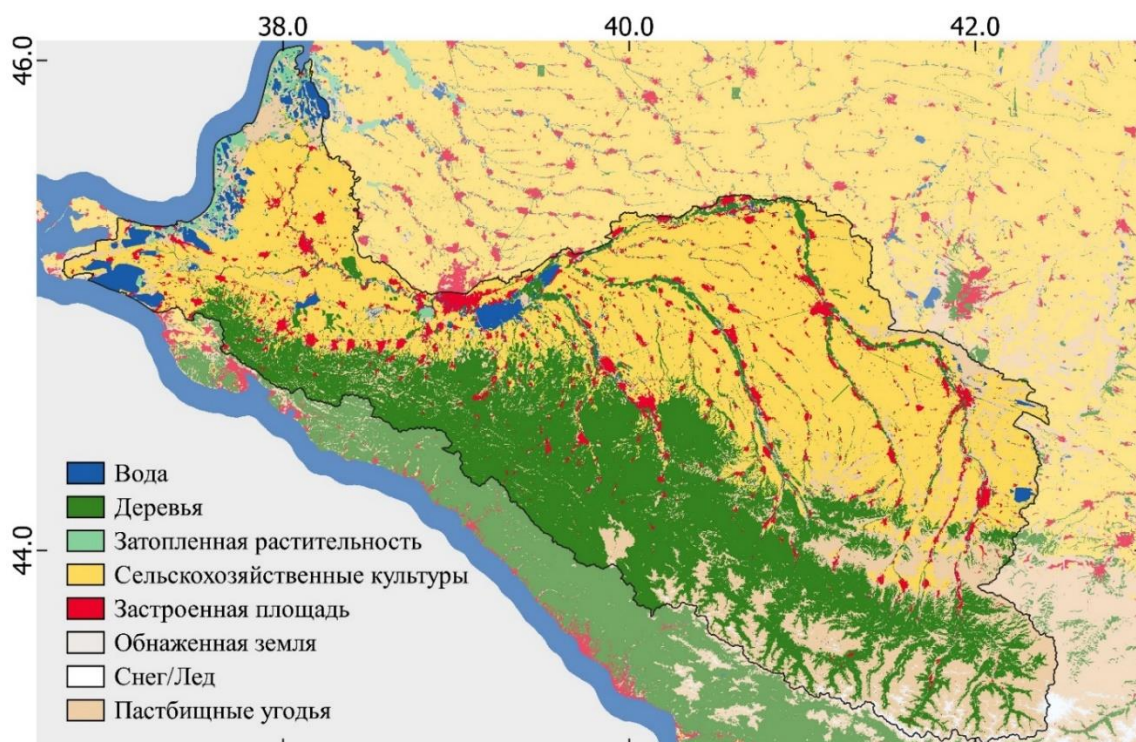 38.0 40.0 42.0
46.0
44.0
Вода
Деревья
Затопленная растительность
Сельскохозяйственные культуры
Застроенная площадь
Обнаженная земля
Снег/Лед
Пастбищные угодья